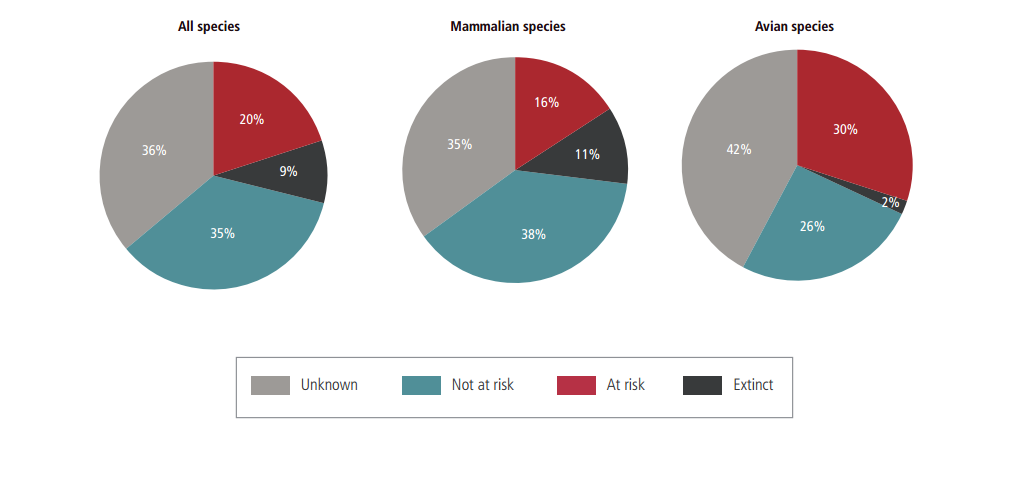 All species
Mammalian species
Avian species
20%
9%
35%
36%
16%
11%
38%
35%
30%
2%
26%
42%
Unknown
Not at risk
At risk
Extinct